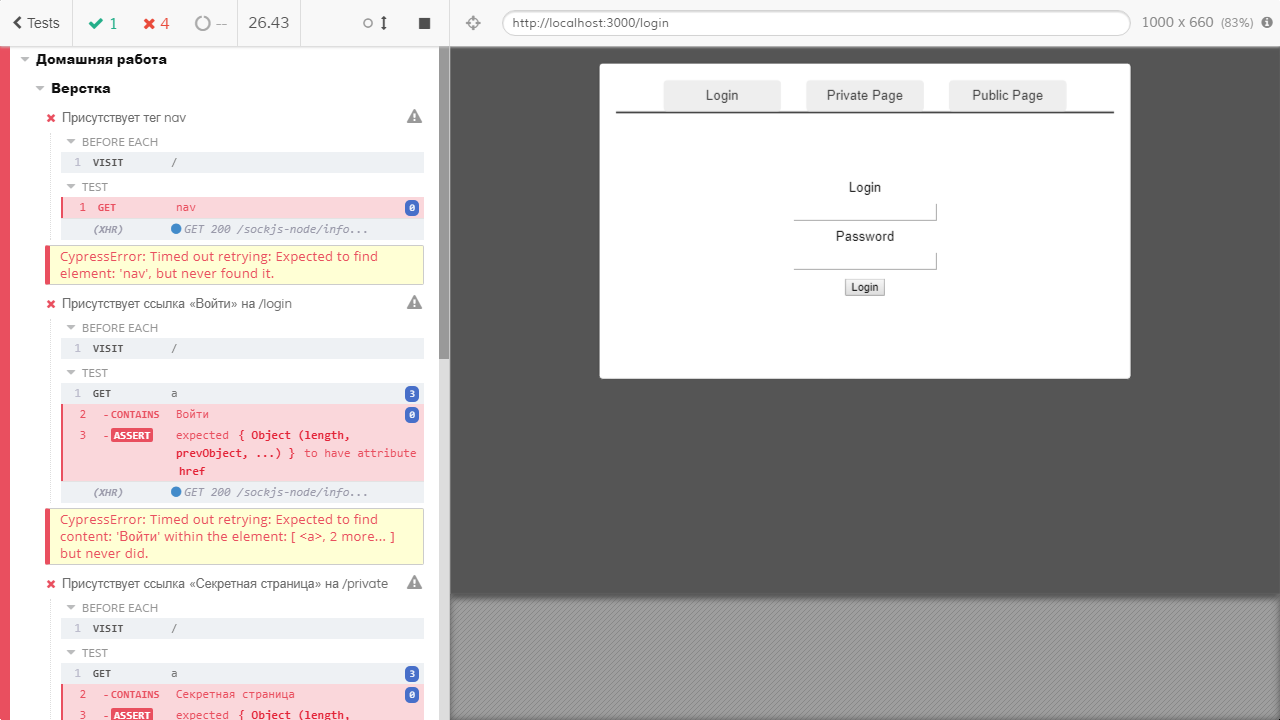 Tests
1
4
--
26.43
http://localhost:3000/login
1000 x 660 (83%)
Домашняя работа
Верстка
Присутствует тег nav
BEFORE EACH
1 VISIT /
TEST
1 GET nav 0
(XHR) GET 200 /sockjs-node/info...
CypressError: Timed out retrying: Expected to find
element: 'nav', but never found it.
Присутствует ссылка «Войти» на /login
BEFORE EACH
1 VISIT /
TEST
1 GET a 3
2 -CONTAINS Войти 0
3 -ASSERT expected { Object (length,
prevObject, ...) } to have attribute
href
(XHR) GET 200 /sockjs-node/info...
CypressError: Timed out retrying: Expected to find
content: 'Войти' within the element: [ <a>, 2 more... ]
but never did.
Присутствует ссылка «Секретная страница» на /private
BEFORE EACH
1 VISIT /
TEST
1 GET a 3
2 -CONTAINS Секретная страница 0
3 -ASSERT expected { Object (length,
Login
Private Page
Public Page
Login
Password
Login